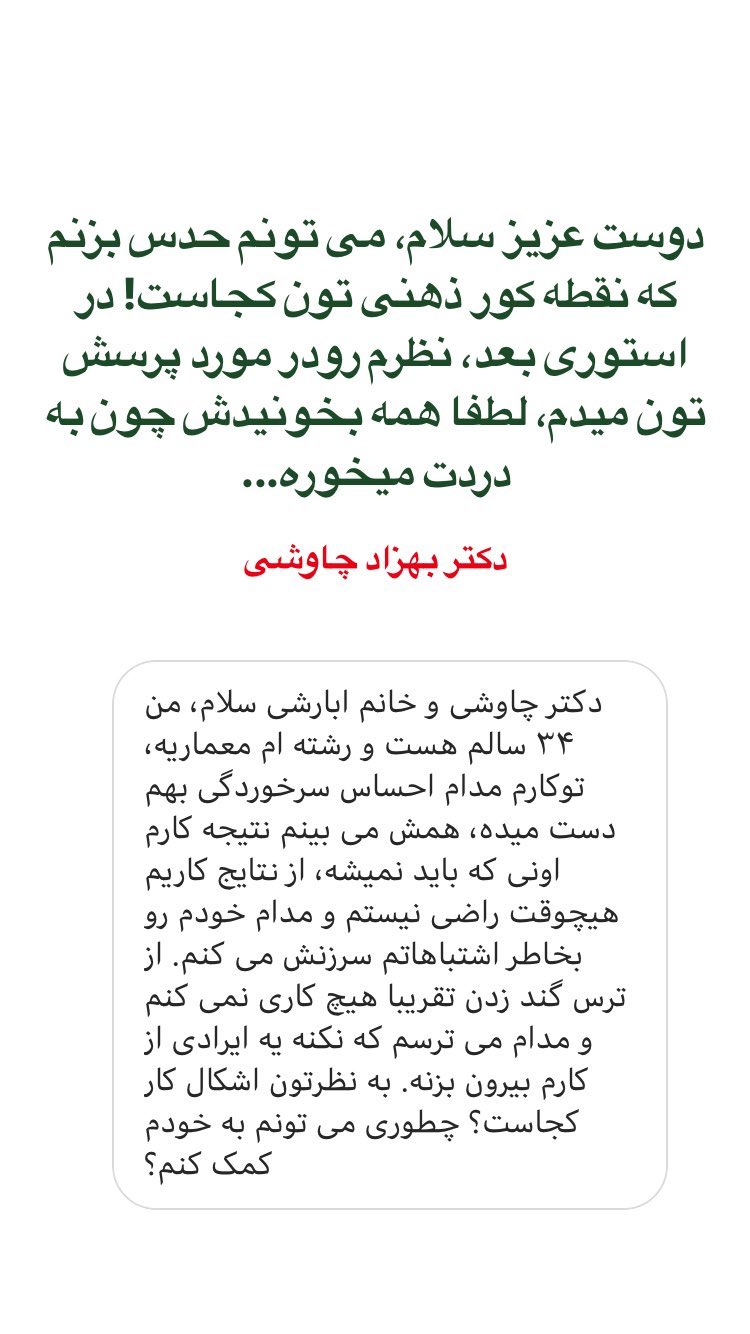 دوست عزیز سلام، می تونم حدس بزنم
که نقطه کور ذهنی تون کجاست! در
استوری بعد، نظرم رودر مورد پرسش
تون میدم، لطفا همه بخونیدش چون به
دردت میخوره...
دکتر بهزاد چاوشی
دکتر چاوشی و خانم ابارشی سلام، من
۳۴ سالم هست و رشته ام معماریه،
توکارم مدام احساس سرخوردگی بهم
دست میده، همش می بینم نتیجه کارم
اونی که باید نمیشه، از نتایج کاریم
هیچوقت راضی نیستم و مدام خودم رو
بخاطر اشتباهاتم سرزنش می کنم. از
ترس گند زدن تقریبا هیچ کاری نمی کنم
و مدام می ترسم که نکنه یه ایرادی از
کارم بیرون بزنه. به نظرتون اشکال کار
کجاست؟ چطوری می تونم به خودم
کمک کنم؟